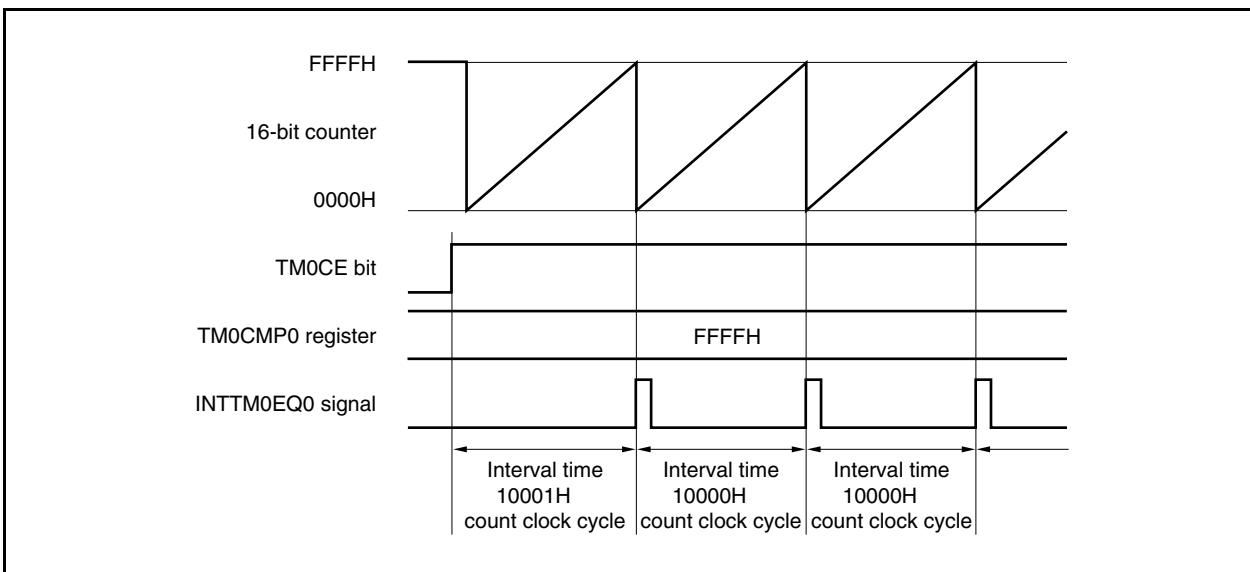 FFFFH
16-bit counter
0000H
TM0CE bit
TM0CMP0 register
FFFFH
INTTM0EQ0 signal
Interval time
10001H
count clock cycle
Interval time
10000H
count clock cycle
Interval time
10000H
count clock cycle